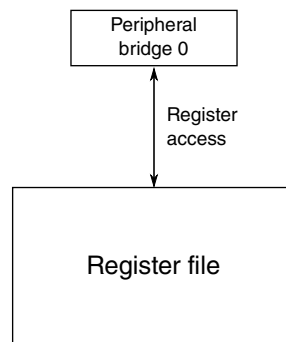 Peripheral
bridge 0
Register
access
Register file